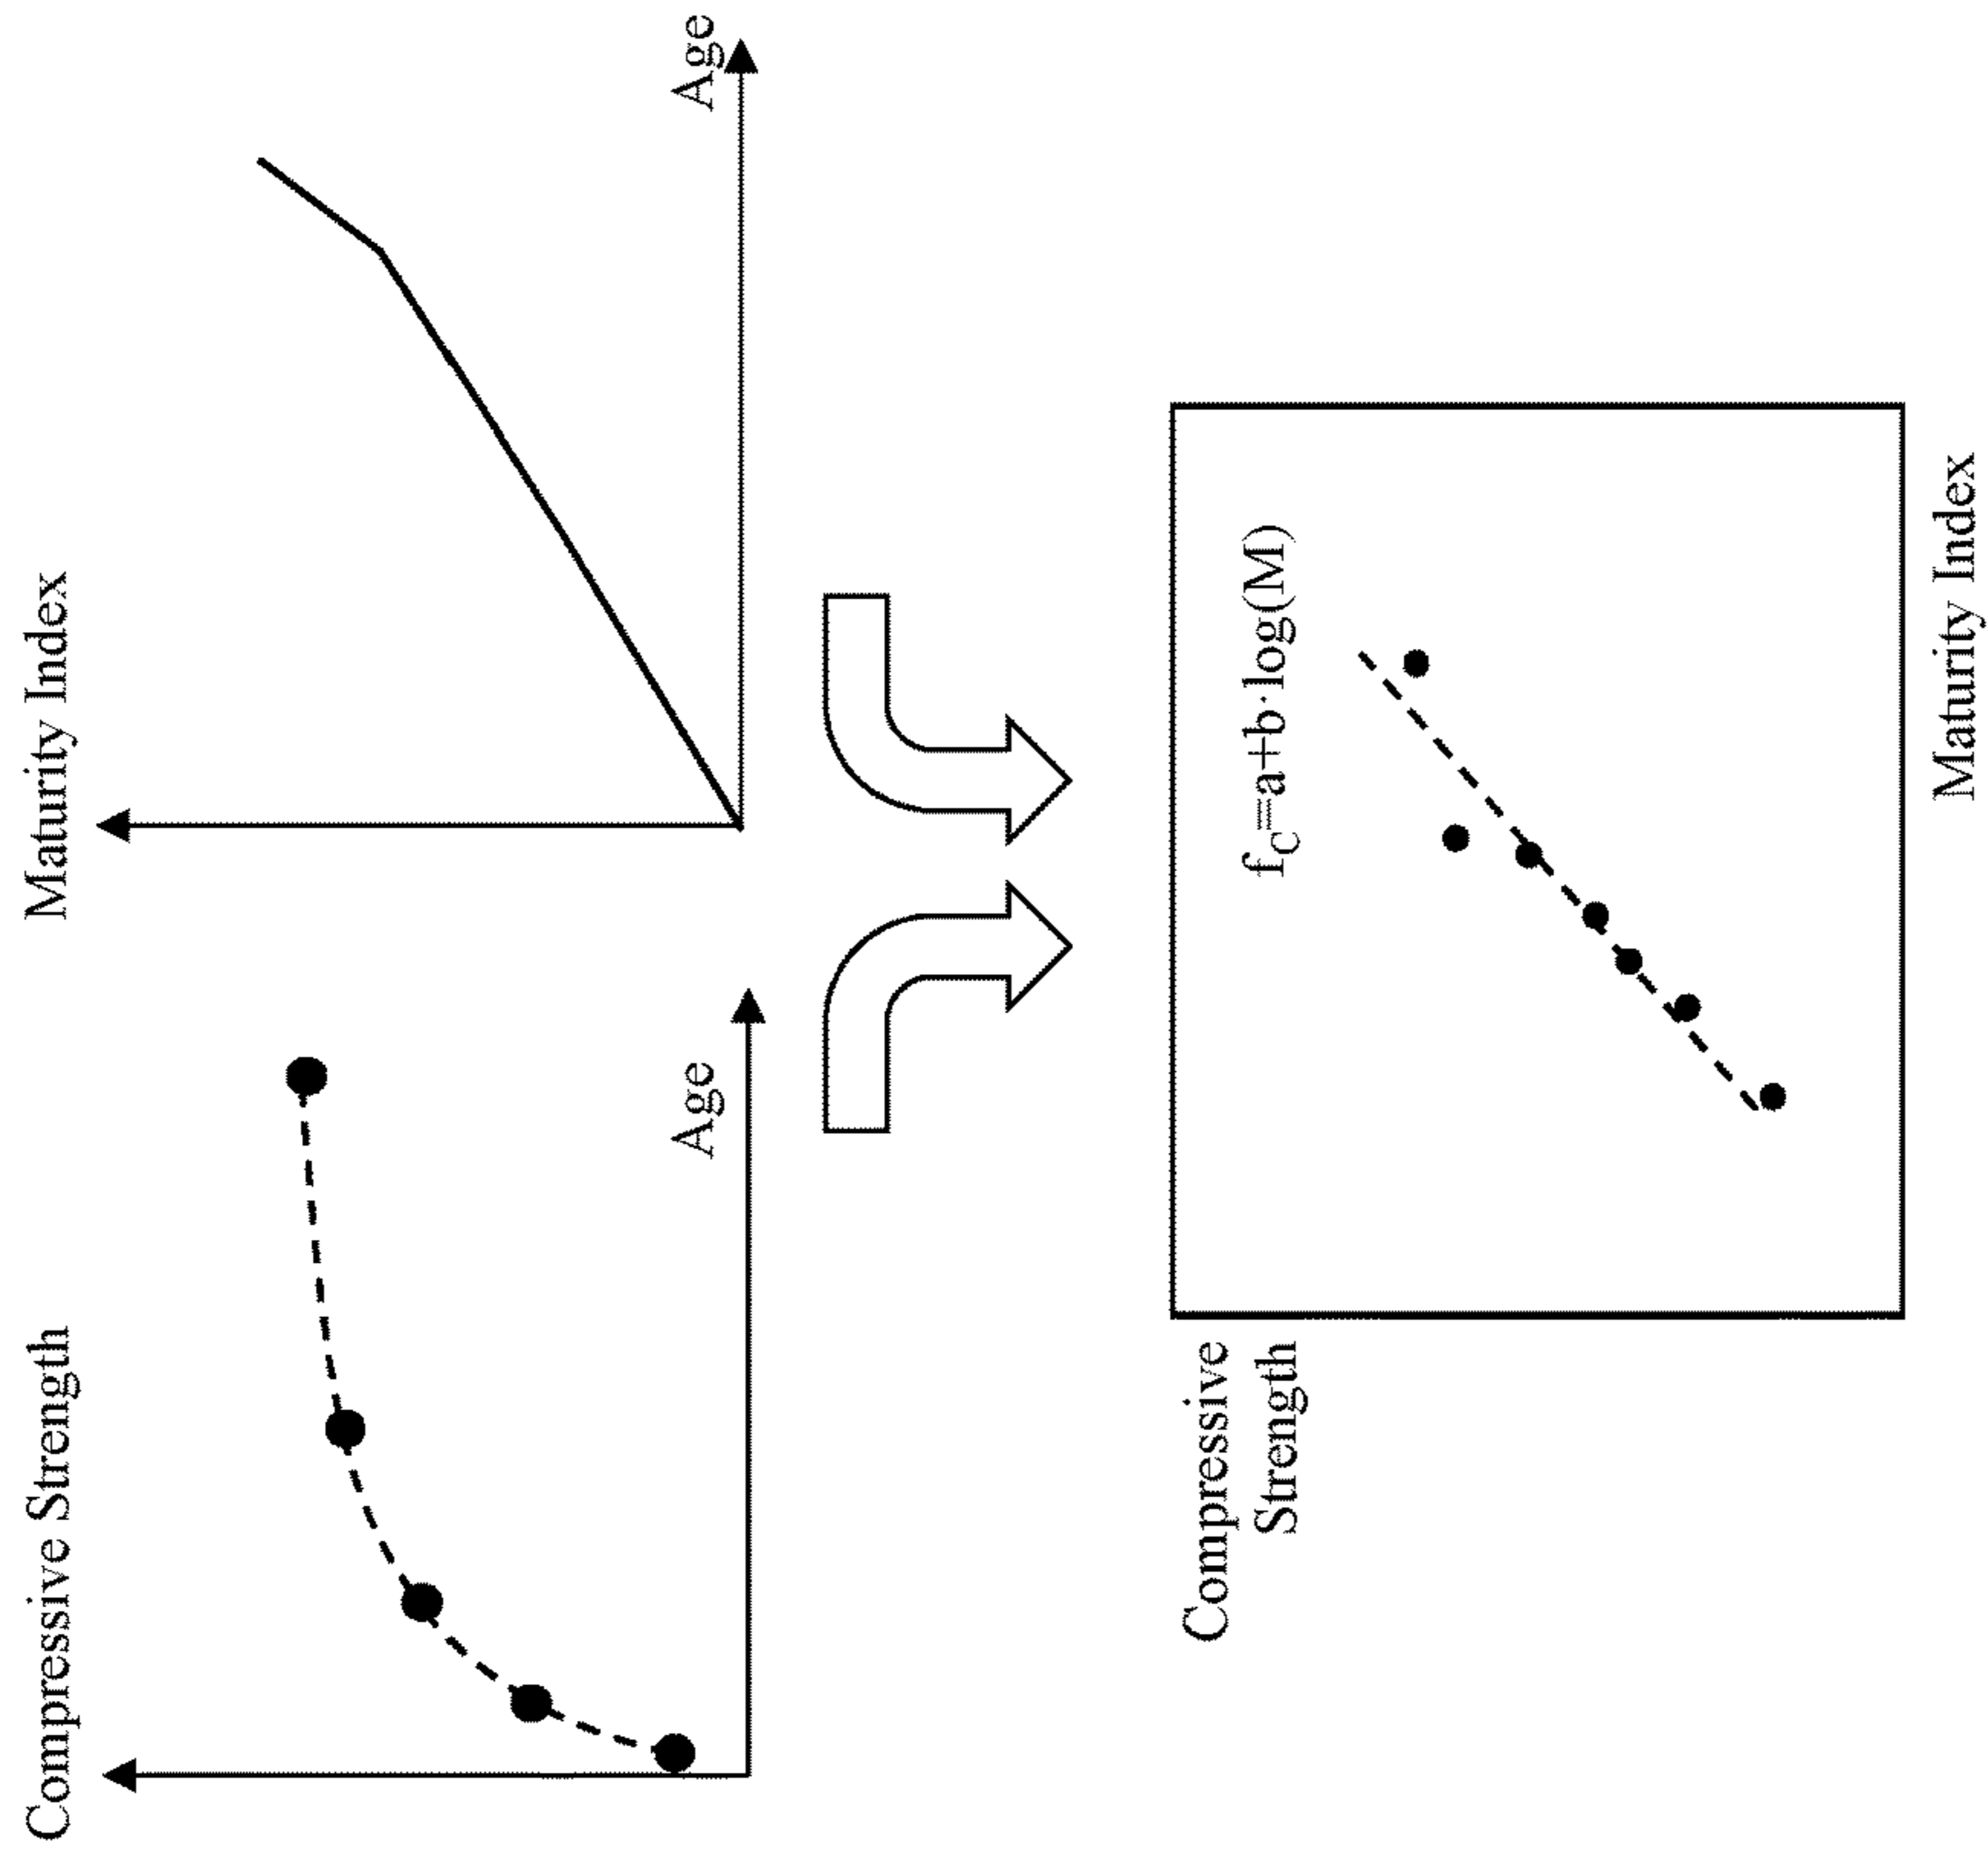 Compressive Strength
Age
Maturity Index
Age
Compressive
Strength
f_C=a+b·log(M)
Maturity Index